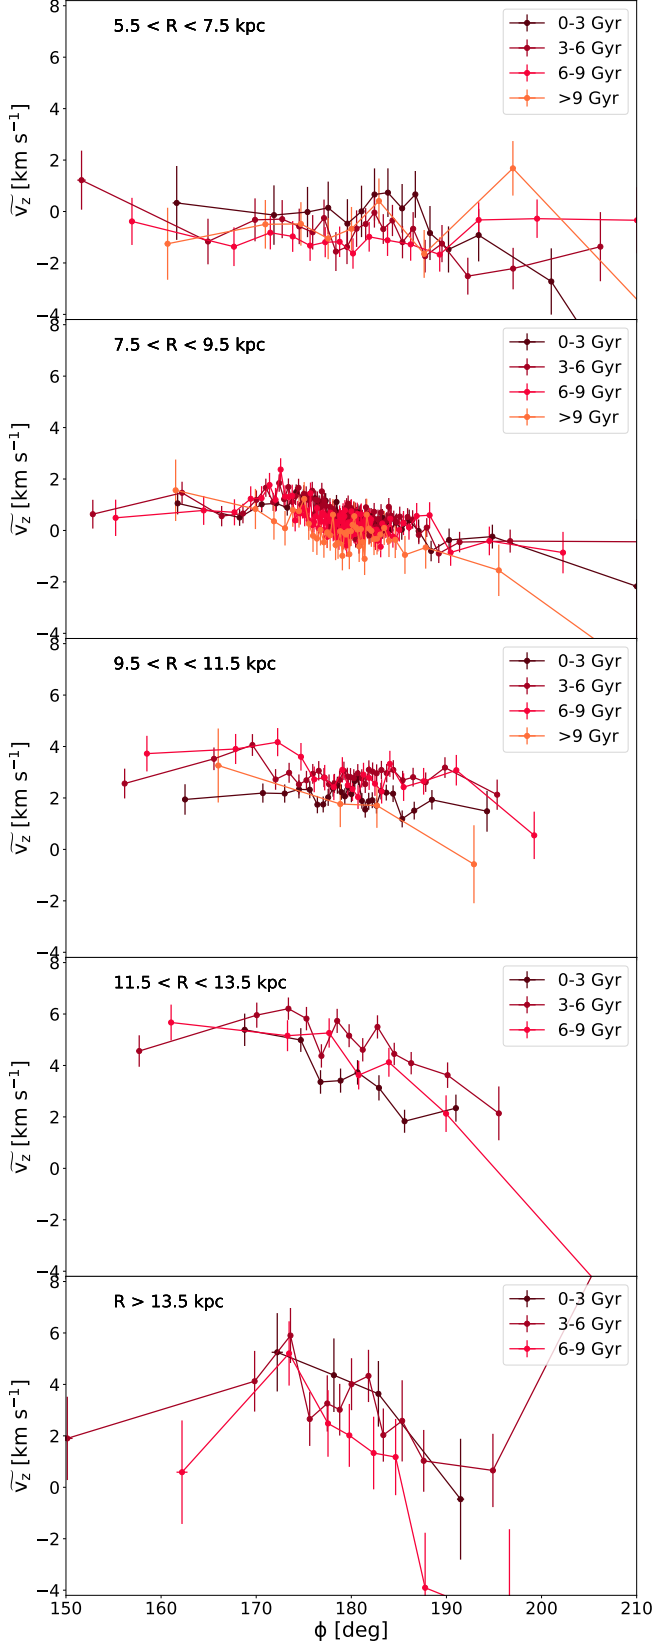 5.5 < R < 7.5 kpc
0-3 Gyr
3-6 Gyr
6-9 Gyr
>9 Gyr
8
6
4
2
0
−2
−4
ṽz [km s−1]
7.5 < R < 9.5 kpc
0-3 Gyr
3-6 Gyr
6-9 Gyr
>9 Gyr
8
6
4
2
0
−2
−4
ṽz [km s−1]
9.5 < R < 11.5 kpc
0-3 Gyr
3-6 Gyr
6-9 Gyr
>9 Gyr
8
6
4
2
0
−2
−4
ṽz [km s−1]
11.5 < R < 13.5 kpc
0-3 Gyr
3-6 Gyr
6-9 Gyr
8
6
4
2
0
−2
−4
ṽz [km s−1]
R > 13.5 kpc
0-3 Gyr
3-6 Gyr
6-9 Gyr
8
6
4
2
0
−2
−4
ṽz [km s−1]
150 160 170 180 190 200 210
ϕ [deg]